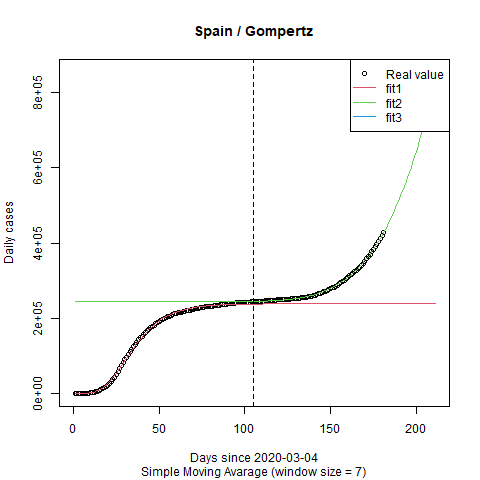 Spain / Gompertz
Real value
fit1
fit2
fit3
Daily cases
8e+05
6e+05
4e+05
2e+05
0e+00
0 50 100 150 200
Days since 2020-03-04
Simple Moving Avarage (window size = 7)